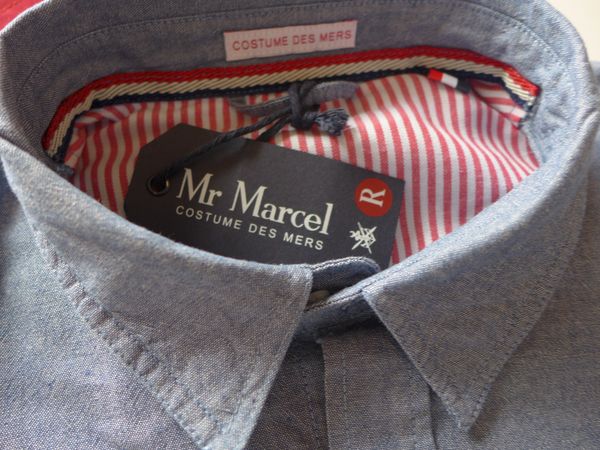 COSTUME DES MERS
Mr Marcel
COSTUME DES MERS
R